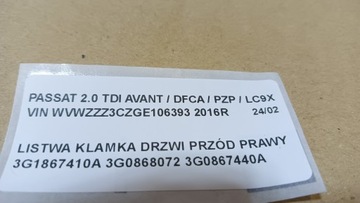 PASSAT 2.0 TDI AVANT / DFCA / PZP / LC9X
VIN WVWZZZ3CZGE106393 2016R 24/02
LISTWA KLAMKA DRZWI PRZÓD PRAWY
3G1867410A 3G0868072 3G0867440A